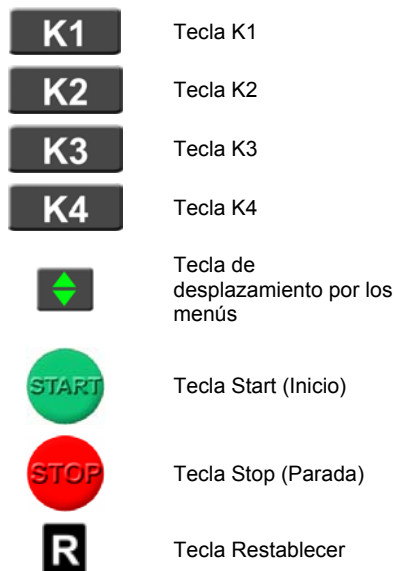 K1 Tecla K1
K2 Tecla K2
K3 Tecla K3
K4 Tecla K4
Tecla de
desplazamiento por los
menús
START Tecla Start (Inicio)
STOP Tecla Stop (Parada)
R Tecla Restablecer